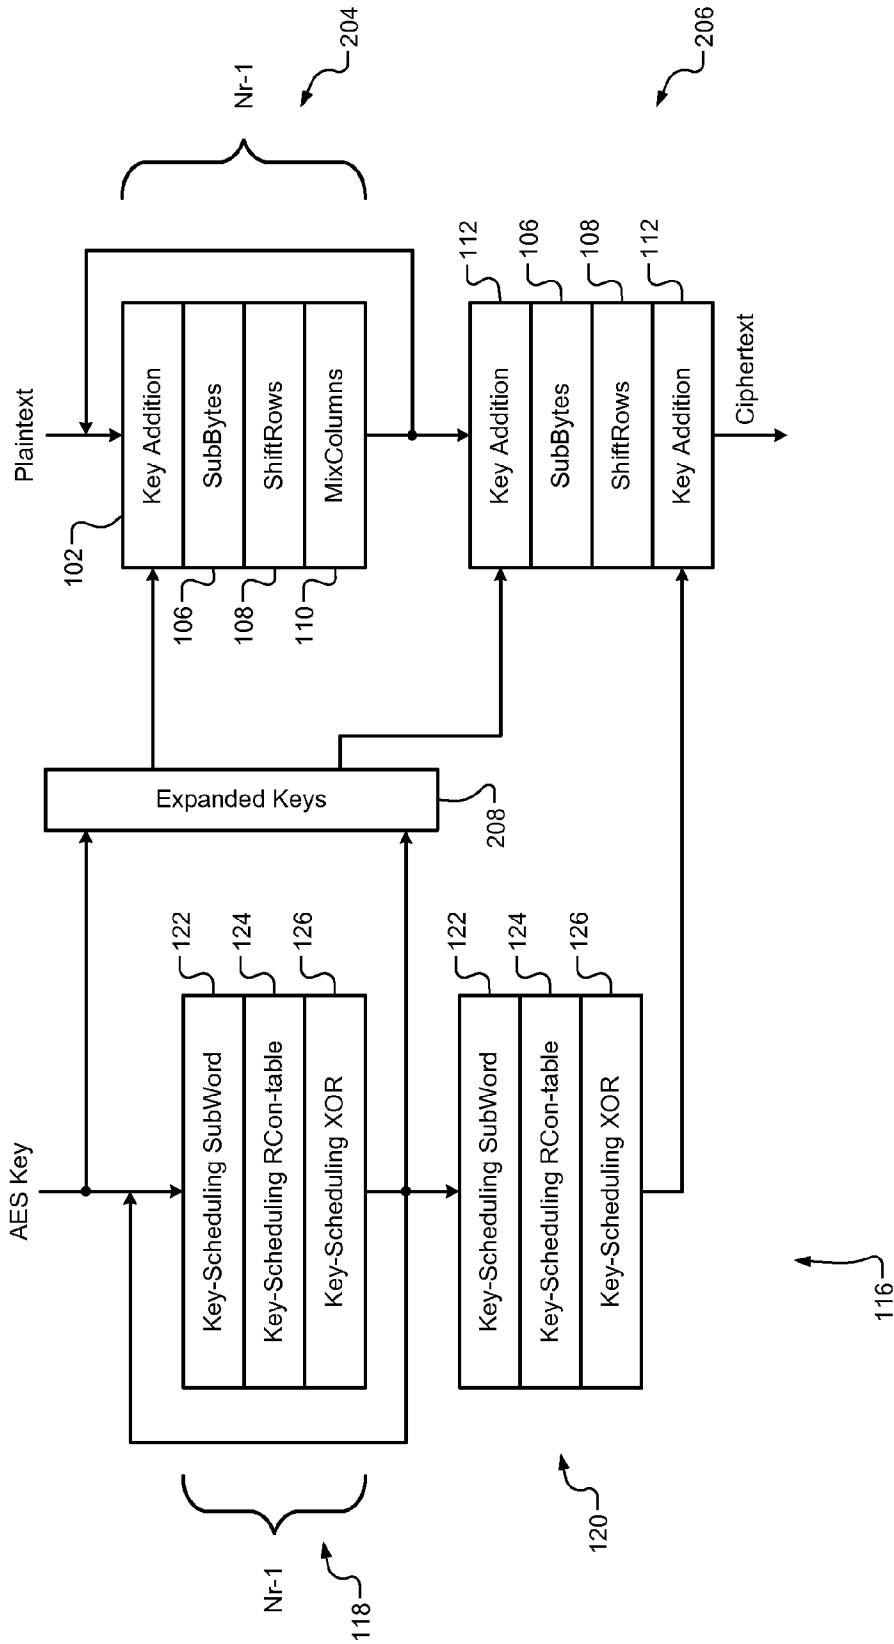 AES Key
Plaintext
Nr-1
118
Key-Scheduling SubWord
122
Key-Scheduling RCon-table
124
Key-Scheduling XOR
126
Expanded Keys
208
102
Key Addition
106
SubBytes
108
ShiftRows
110
MixColumns
Nr-1
204
120
Key-Scheduling SubWord
122
Key-Scheduling RCon-table
124
Key-Scheduling XOR
126
Key Addition
112
SubBytes
106
ShiftRows
108
Key Addition
112
Ciphertext
206
116